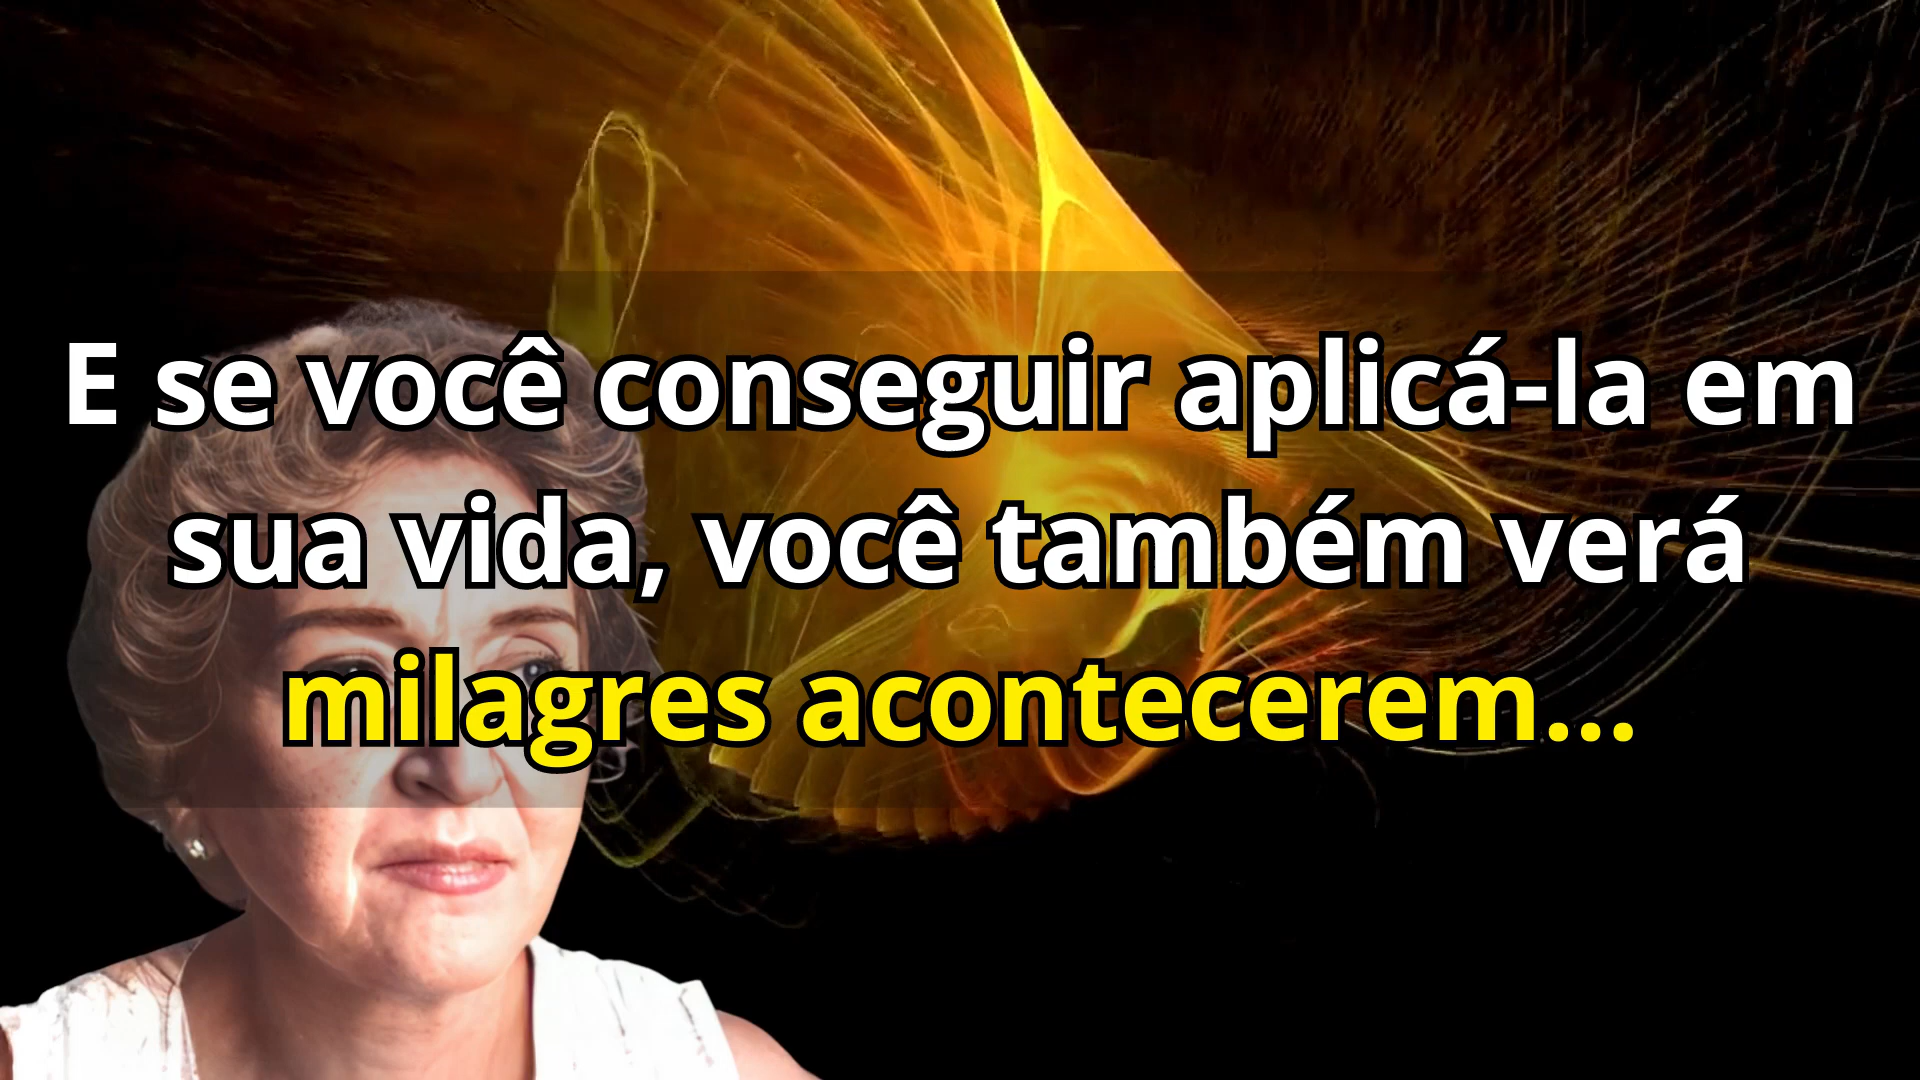 E se você conseguir aplicá-la em
sua vida, você também verá
milagres acontecerem...